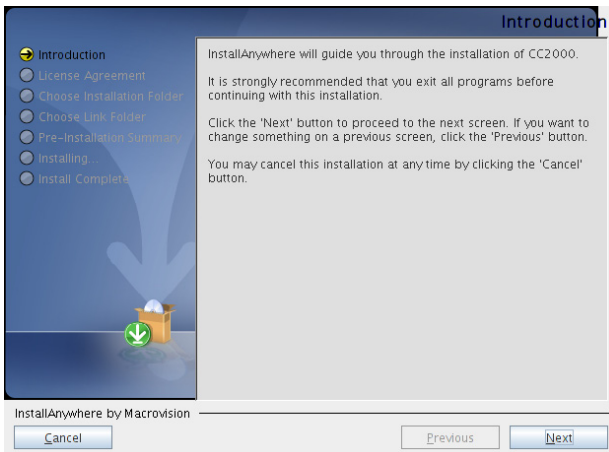 Introduction
Introduction
License Agreement
Choose Installation Folder
Choose Link Folder
Pre-Installation Summary
Installing...
Install Complete
InstallAnywhere will guide you through the installation of CC2000.
It is strongly recommended that you exit all programs before
continuing with this installation.
Click the 'Next' button to proceed to the next screen. If you want to
change something on a previous screen, click the 'Previous' button.
You may cancel this installation at any time by clicking the 'Cancel'
button.
InstallAnywhere by Macrovision
Cancel
Previous
Next